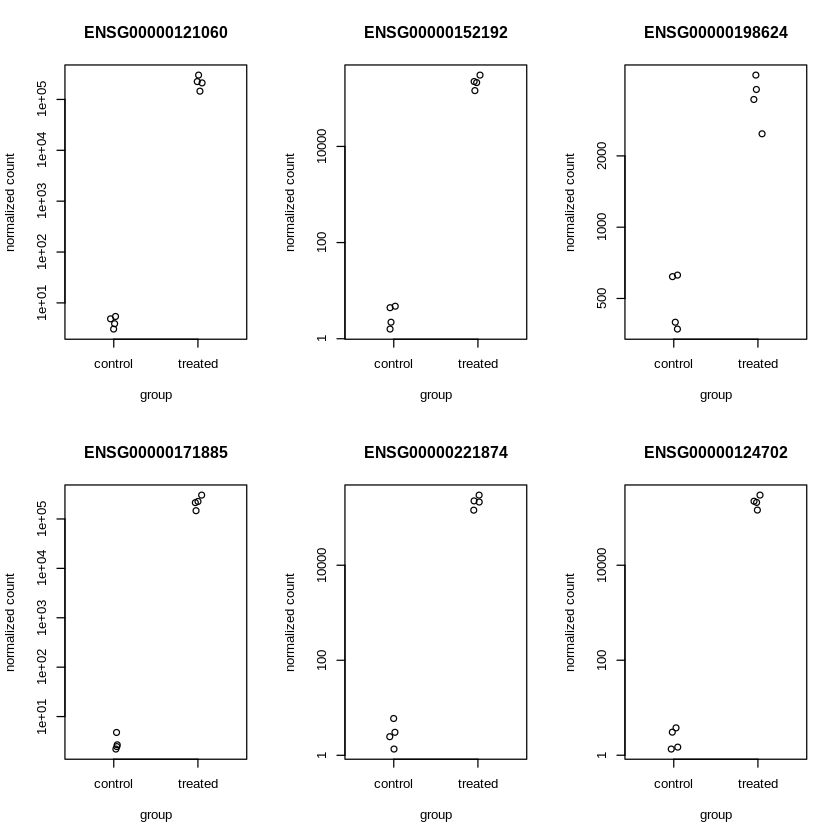 ENSG00000121060
normalized count
1e+05
1e+04
1e+03
1e+02
1e+01
control treated
group
ENSG00000152192
normalized count
10000
100
1
control treated
group
ENSG00000198624
normalized count
2000
1000
500
control treated
group
ENSG00000171885
normalized count
1e+05
1e+04
1e+03
1e+02
1e+01
control treated
group
ENSG00000221874
normalized count
10000
100
1
control treated
group
ENSG00000124702
normalized count
10000
100
1
control treated
group